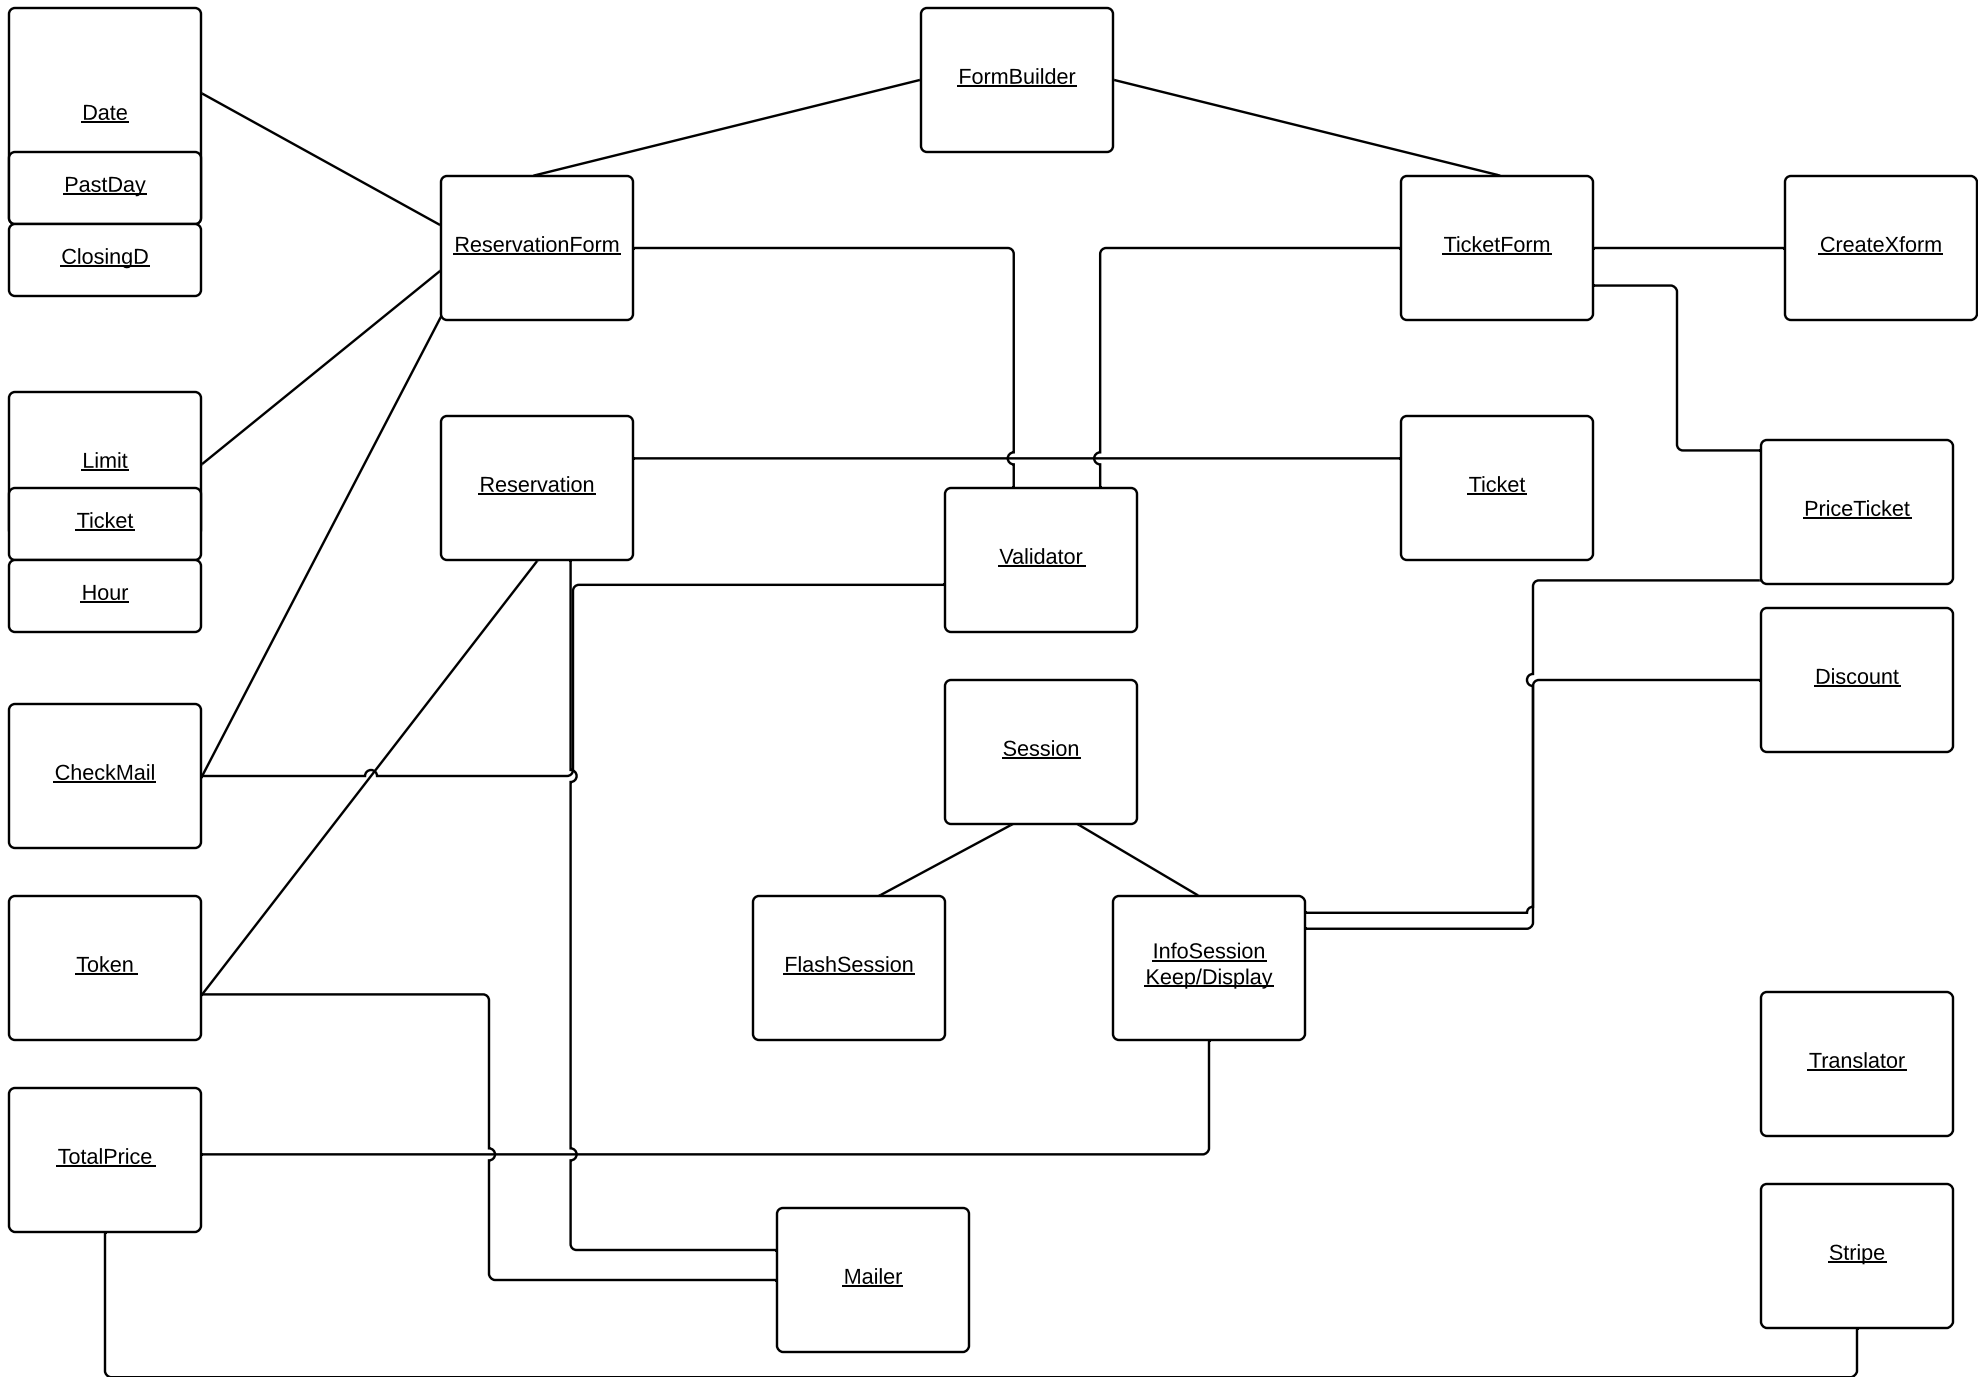 FormBuilder
Date
PastDay
ClosingD
ReservationForm
TicketForm
CreateXform
Limit
Ticket
Hour
Reservation
Ticket
PriceTicket
Validator
Discount
Session
CheckMail
Token
FlashSession
InfoSession
Keep/Display
Translator
TotalPrice
Mailer
Stripe